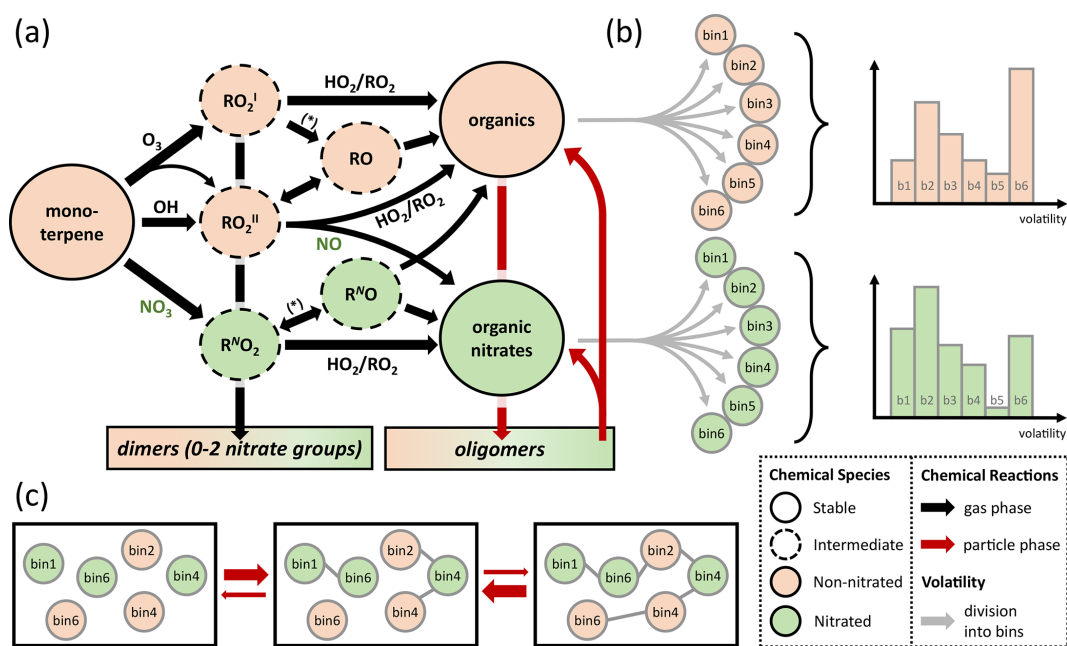 (a)
mono-
terpene
O₃
OH
NO₃
RO₂ᴵ
RO₂ᴵᴵ
RᴺO₂
(*)
RO
(*)
RᴺO
HO₂/RO₂
HO₂/RO₂
NO
HO₂/RO₂
organics
organic
nitrates
dimers (0-2 nitrate groups)
oligomers
(b)
bin1
bin2
bin3
bin4
bin5
bin6
b1 b2 b3 b4 b5 b6
volatility
bin1
bin2
bin3
bin4
bin5
bin6
b1 b2 b3 b4 b5 b6
volatility
(c)
bin1
bin6
bin2
bin4
bin6
bin4
bin1
bin6
bin2
bin4
bin6
bin4
bin1
bin6
bin2
bin4
bin6
bin4
Chemical Species
Stable
Intermediate
Non-nitrated
Nitrated
Chemical Reactions
gas phase
particle phase
Volatility
division
into bins